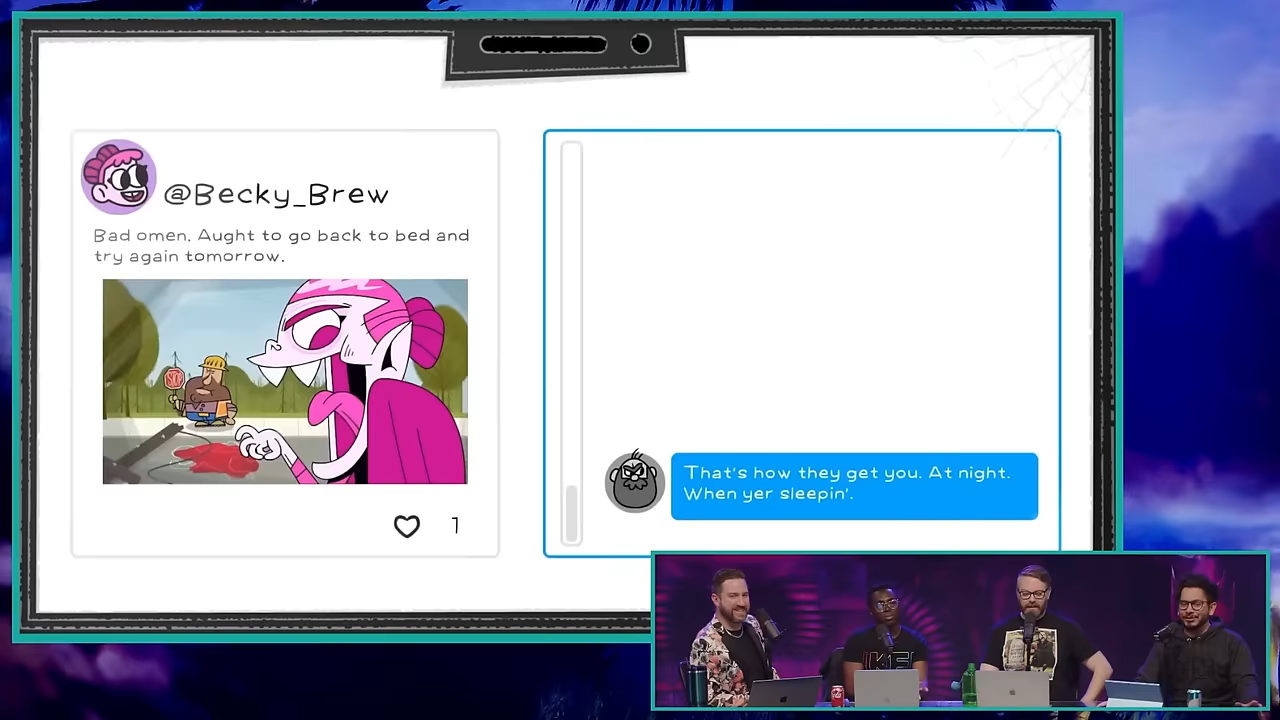 @Becky_Brew
Bad omen. Aught to go back to bed and
try again tomorrow.
STOP
1
That's how they get you. At night.
When yer sleepin'.